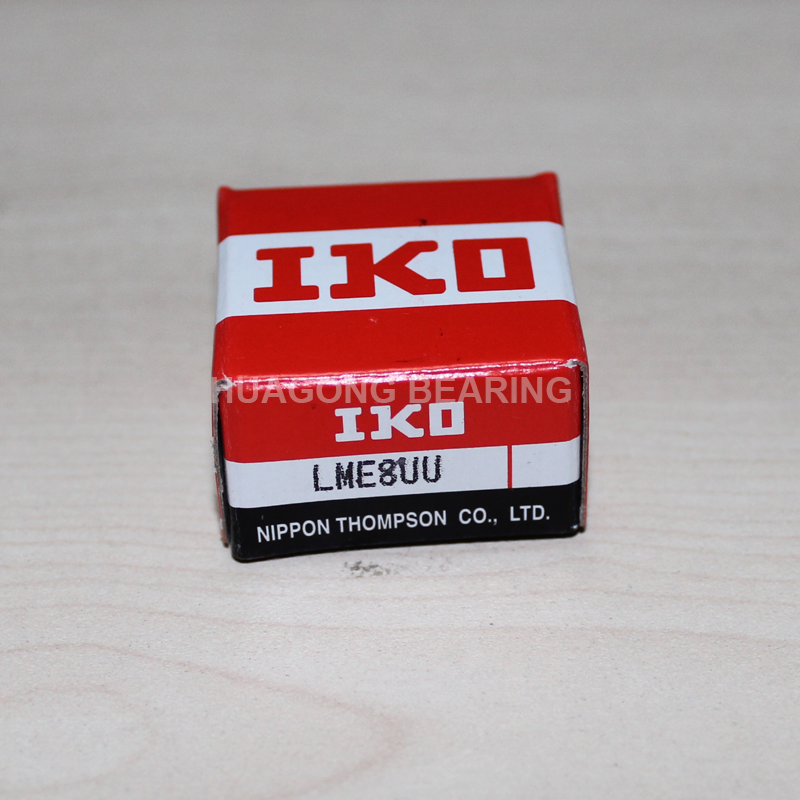 IKO
HUAGONG BEARING
IKO
LME8UU
NIPPON THOMPSON CO., LTD.